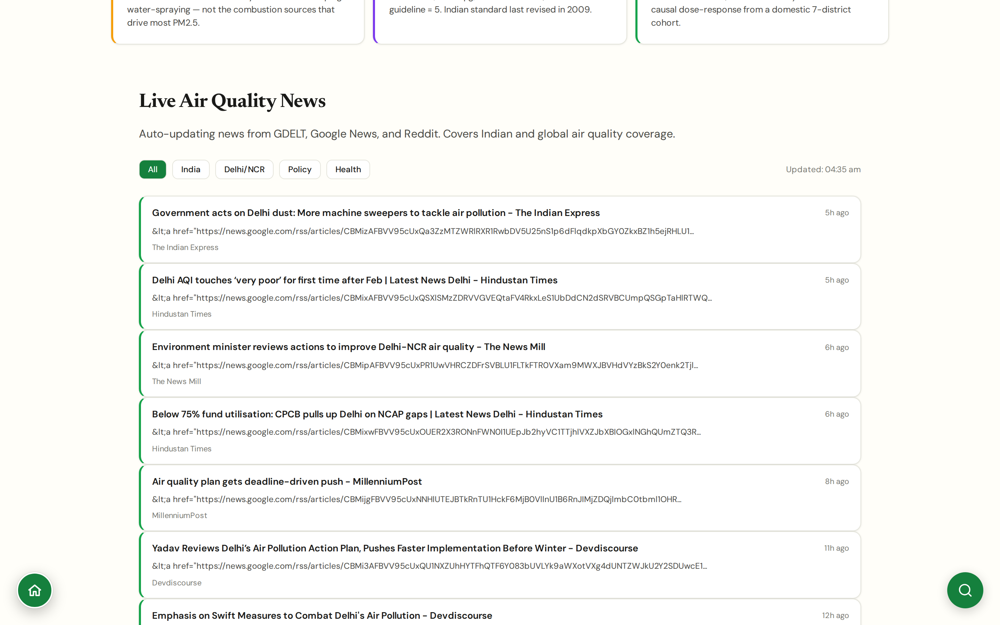 water-spraying — not the combustion sources that
drive most PM2.5.
guideline = 5. Indian standard last revised in 2009.
causal dose-response from a domestic 7-district
cohort.
Live Air Quality News
Auto-updating news from GDELT, Google News, and Reddit. Covers Indian and global air quality coverage.
All
India
Delhi/NCR
Policy
Health
Updated: 04:35 am
Government acts on Delhi dust: More machine sweepers to tackle air pollution - The Indian Express
5h ago
&lt;a href="https://news.google.com/rss/articles/
The Indian Express
Delhi AQI touches ‘very poor’ for first time after Feb | Latest News Delhi - Hindustan Times
5h ago
&lt;a href="https://news.google.com/rss/articles/
Hindustan Times
Environment minister reviews actions to improve Delhi-NCR air quality - The News Mill
6h ago
&lt;a href="https://news.google.com/rss/articles/
The News Mill
Below 75% fund utilisation: CPCB pulls up Delhi on NCAP gaps | Latest News Delhi - Hindustan Times
6h ago
&lt;a href="https://news.google.com/rss/articles/
Hindustan Times
Air quality plan gets deadline-driven push - MillenniumPost
8h ago
&lt;a href="https://news.google.com/rss/articles/
MillenniumPost
Yadav Reviews Delhi’s Air Pollution Action Plan, Pushes Faster Implementation Before Winter - Devdiscourse
11h ago
&lt;a href="https://news.google.com/rss/articles/
Devdiscourse
Emphasis on Swift Measures to Combat Delhi's Air Pollution - Devdiscourse
12h ago